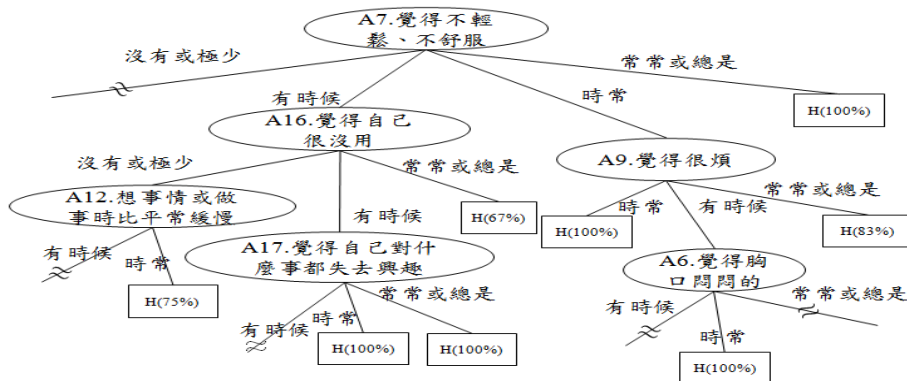 A7.覺得不輕
鬆、不舒服
沒有或極少
常常或總是
有時候
時常
H(100%)
A16.覺得自己
很沒用
A9.覺得很煩
沒有或極少
常常或總是
有時候
時常
有時候
常常或總是
A12.想事情或做
事時比平常緩慢
H(67%)
H(100%)
H(83%)
有時候
時常
A17.覺得自己對什
麼事都失去興趣
A6.覺得胸
口悶悶的
H(75%)
有時候
時常
常常或總是
有時候
時常
常常或總是
H(100%)
H(100%)
H(100%)